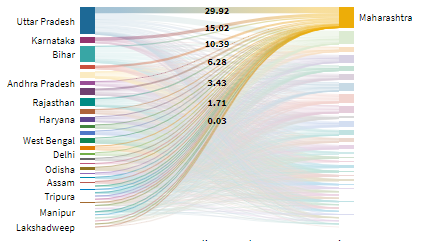 29.92
Uttar Pradesh
Maharashtra
15.02
Karnataka
10.39
Bihar
6.28
Andhra Pradesh
3.43
Rajasthan
1.71
Haryana
0.03
West Bengal
Delhi
Odisha
Assam
Tripura
Manipur
Lakshadweep